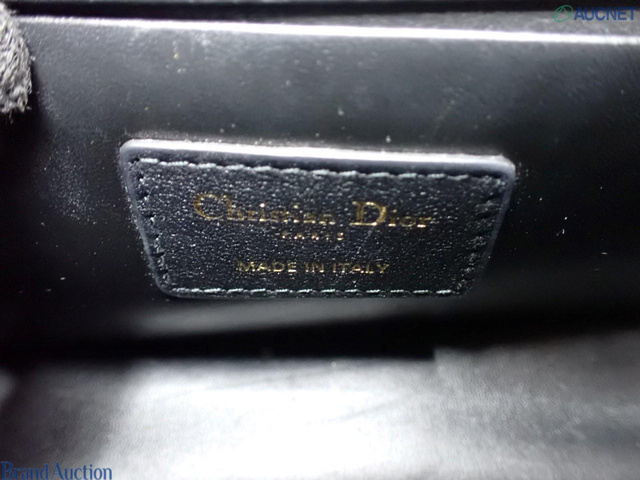 AUCNET
Christian Dior
PARIS
MADE IN ITALY
Brand Auction